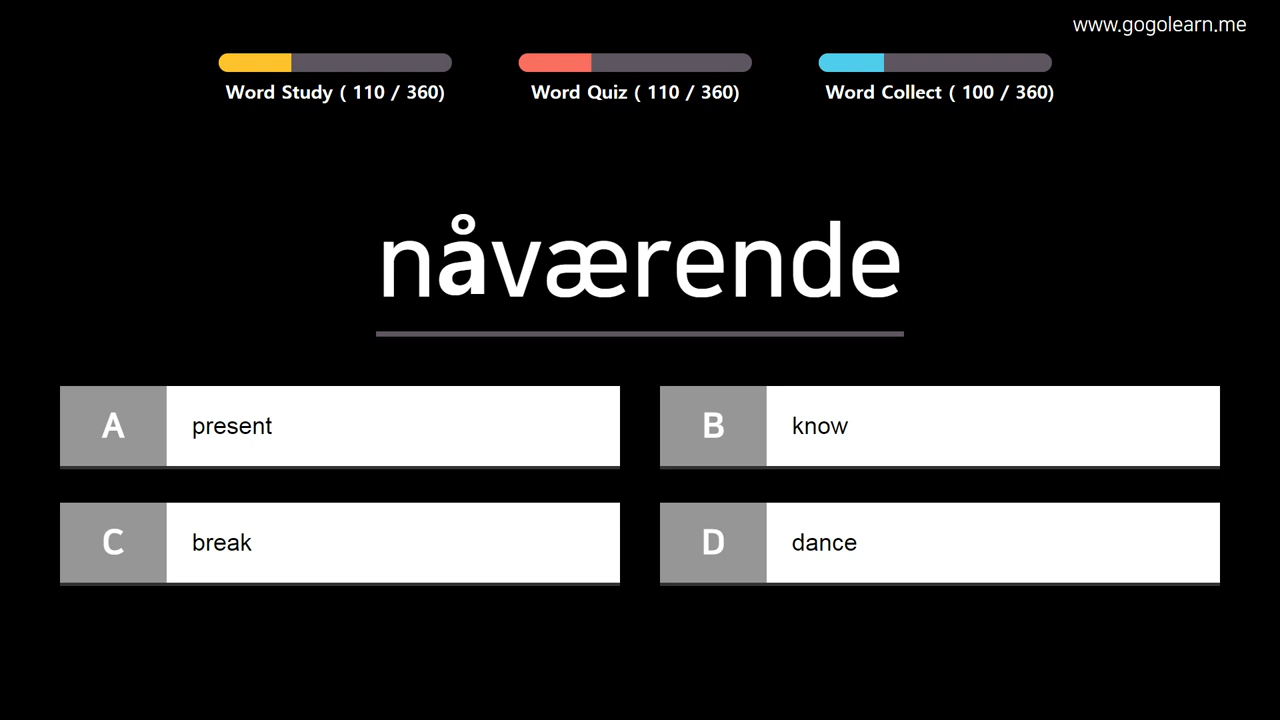 www.gogolearn.me
Word Study ( 110 / 360)
Word Quiz ( 110 / 360)
Word Collect ( 100 / 360)
nåværende
A present
B know
C break
D dance